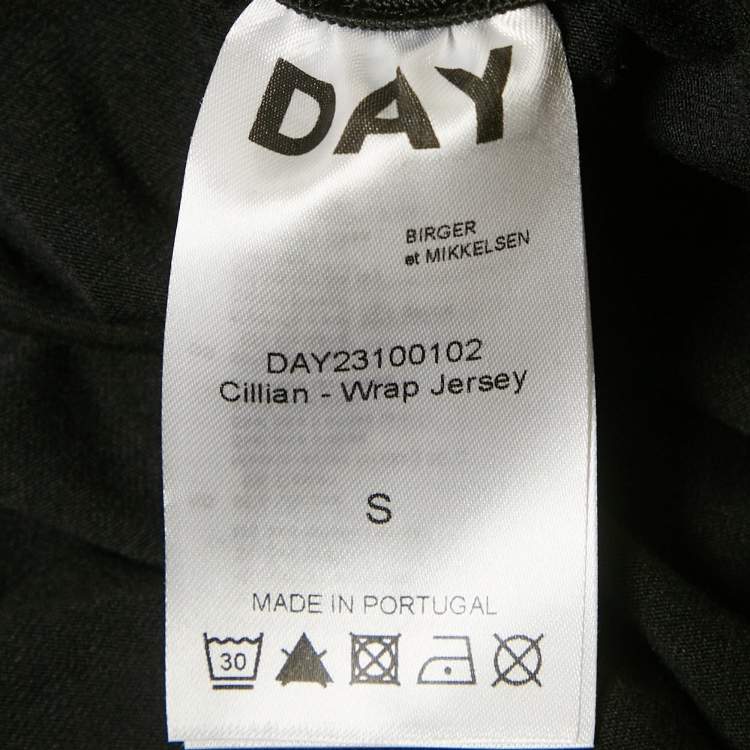 DAY
BIRGER
et MIKKELSEN
DAY23100102
Cillian - Wrap Jersey
S
MADE IN PORTUGAL
30